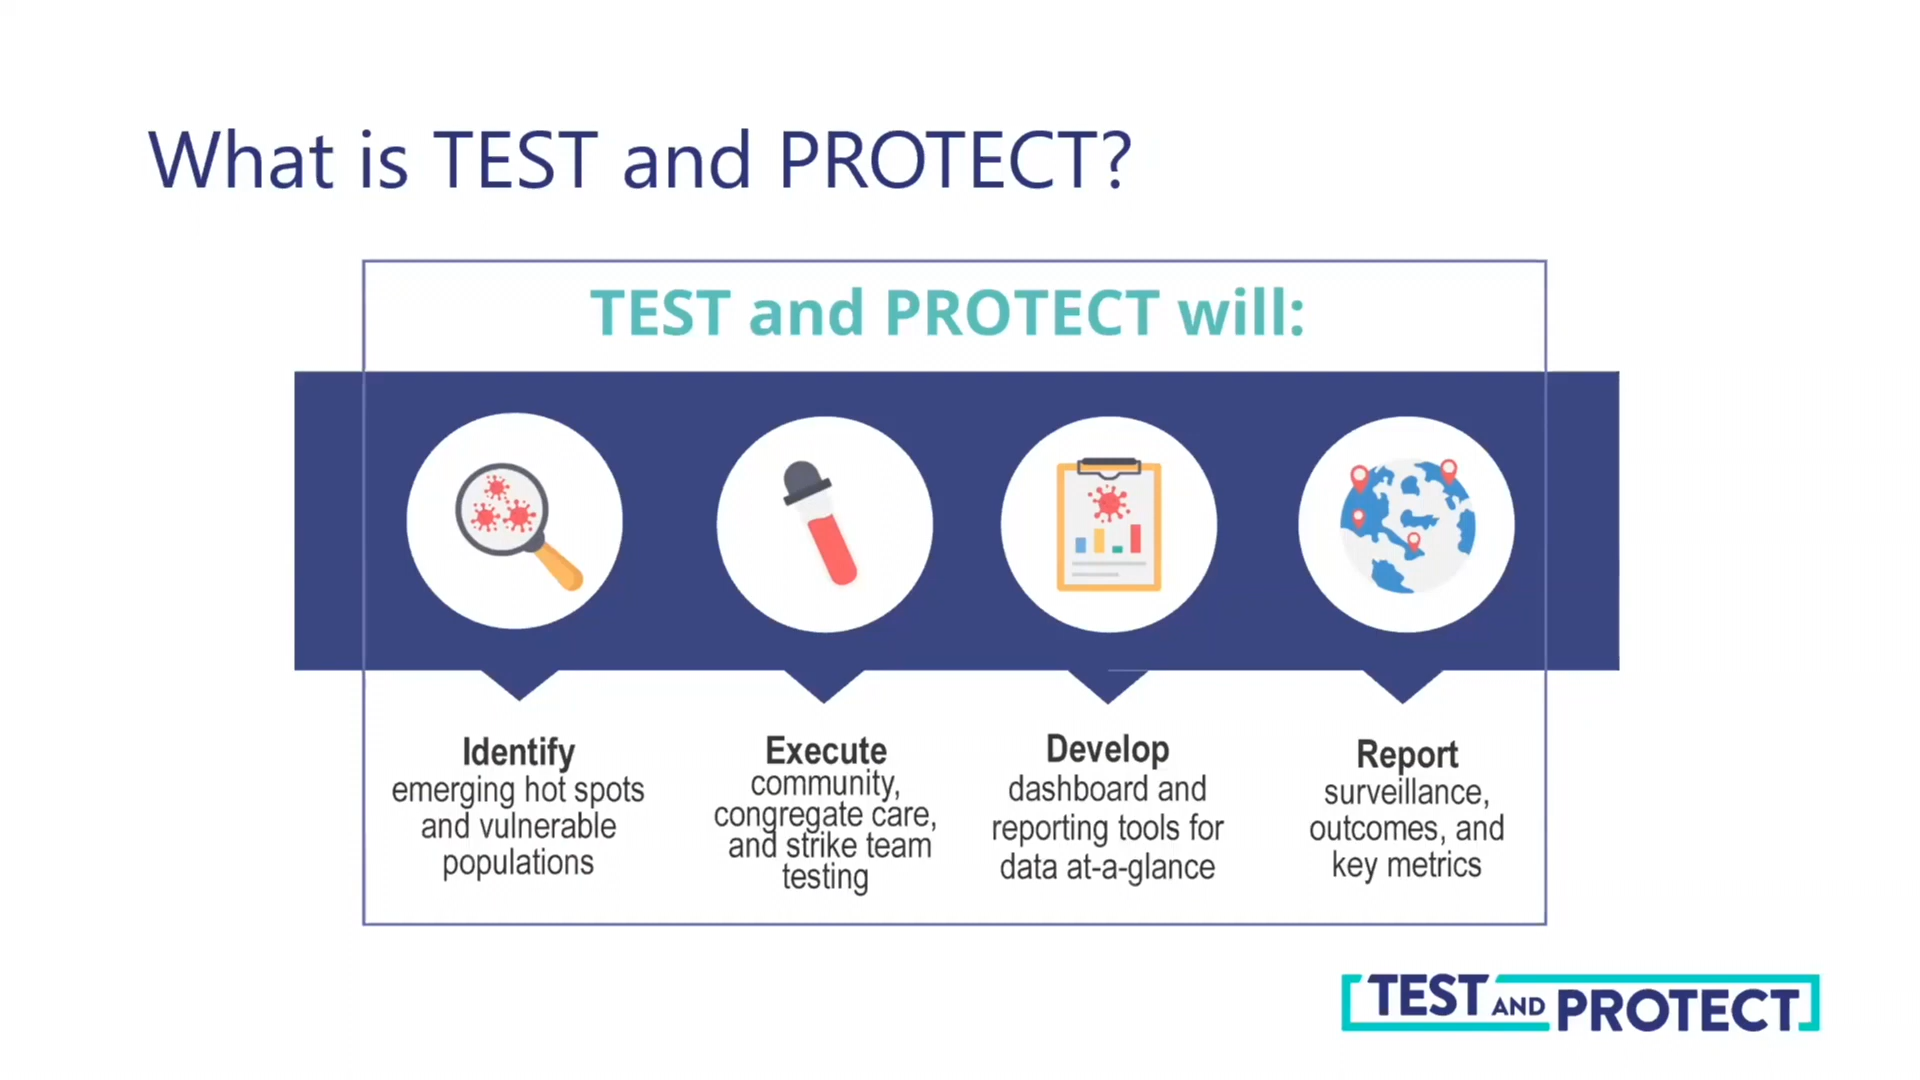 What is TEST and PROTECT?
TEST and PROTECT will:
Identify
emerging hot spots
and vulnerable
populations
Execute
community,
congregate care,
and strike team
testing
Develop
dashboard and
reporting tools for
data at-a-glance
Report
surveillance,
outcomes, and
key metrics
TEST AND PROTECT